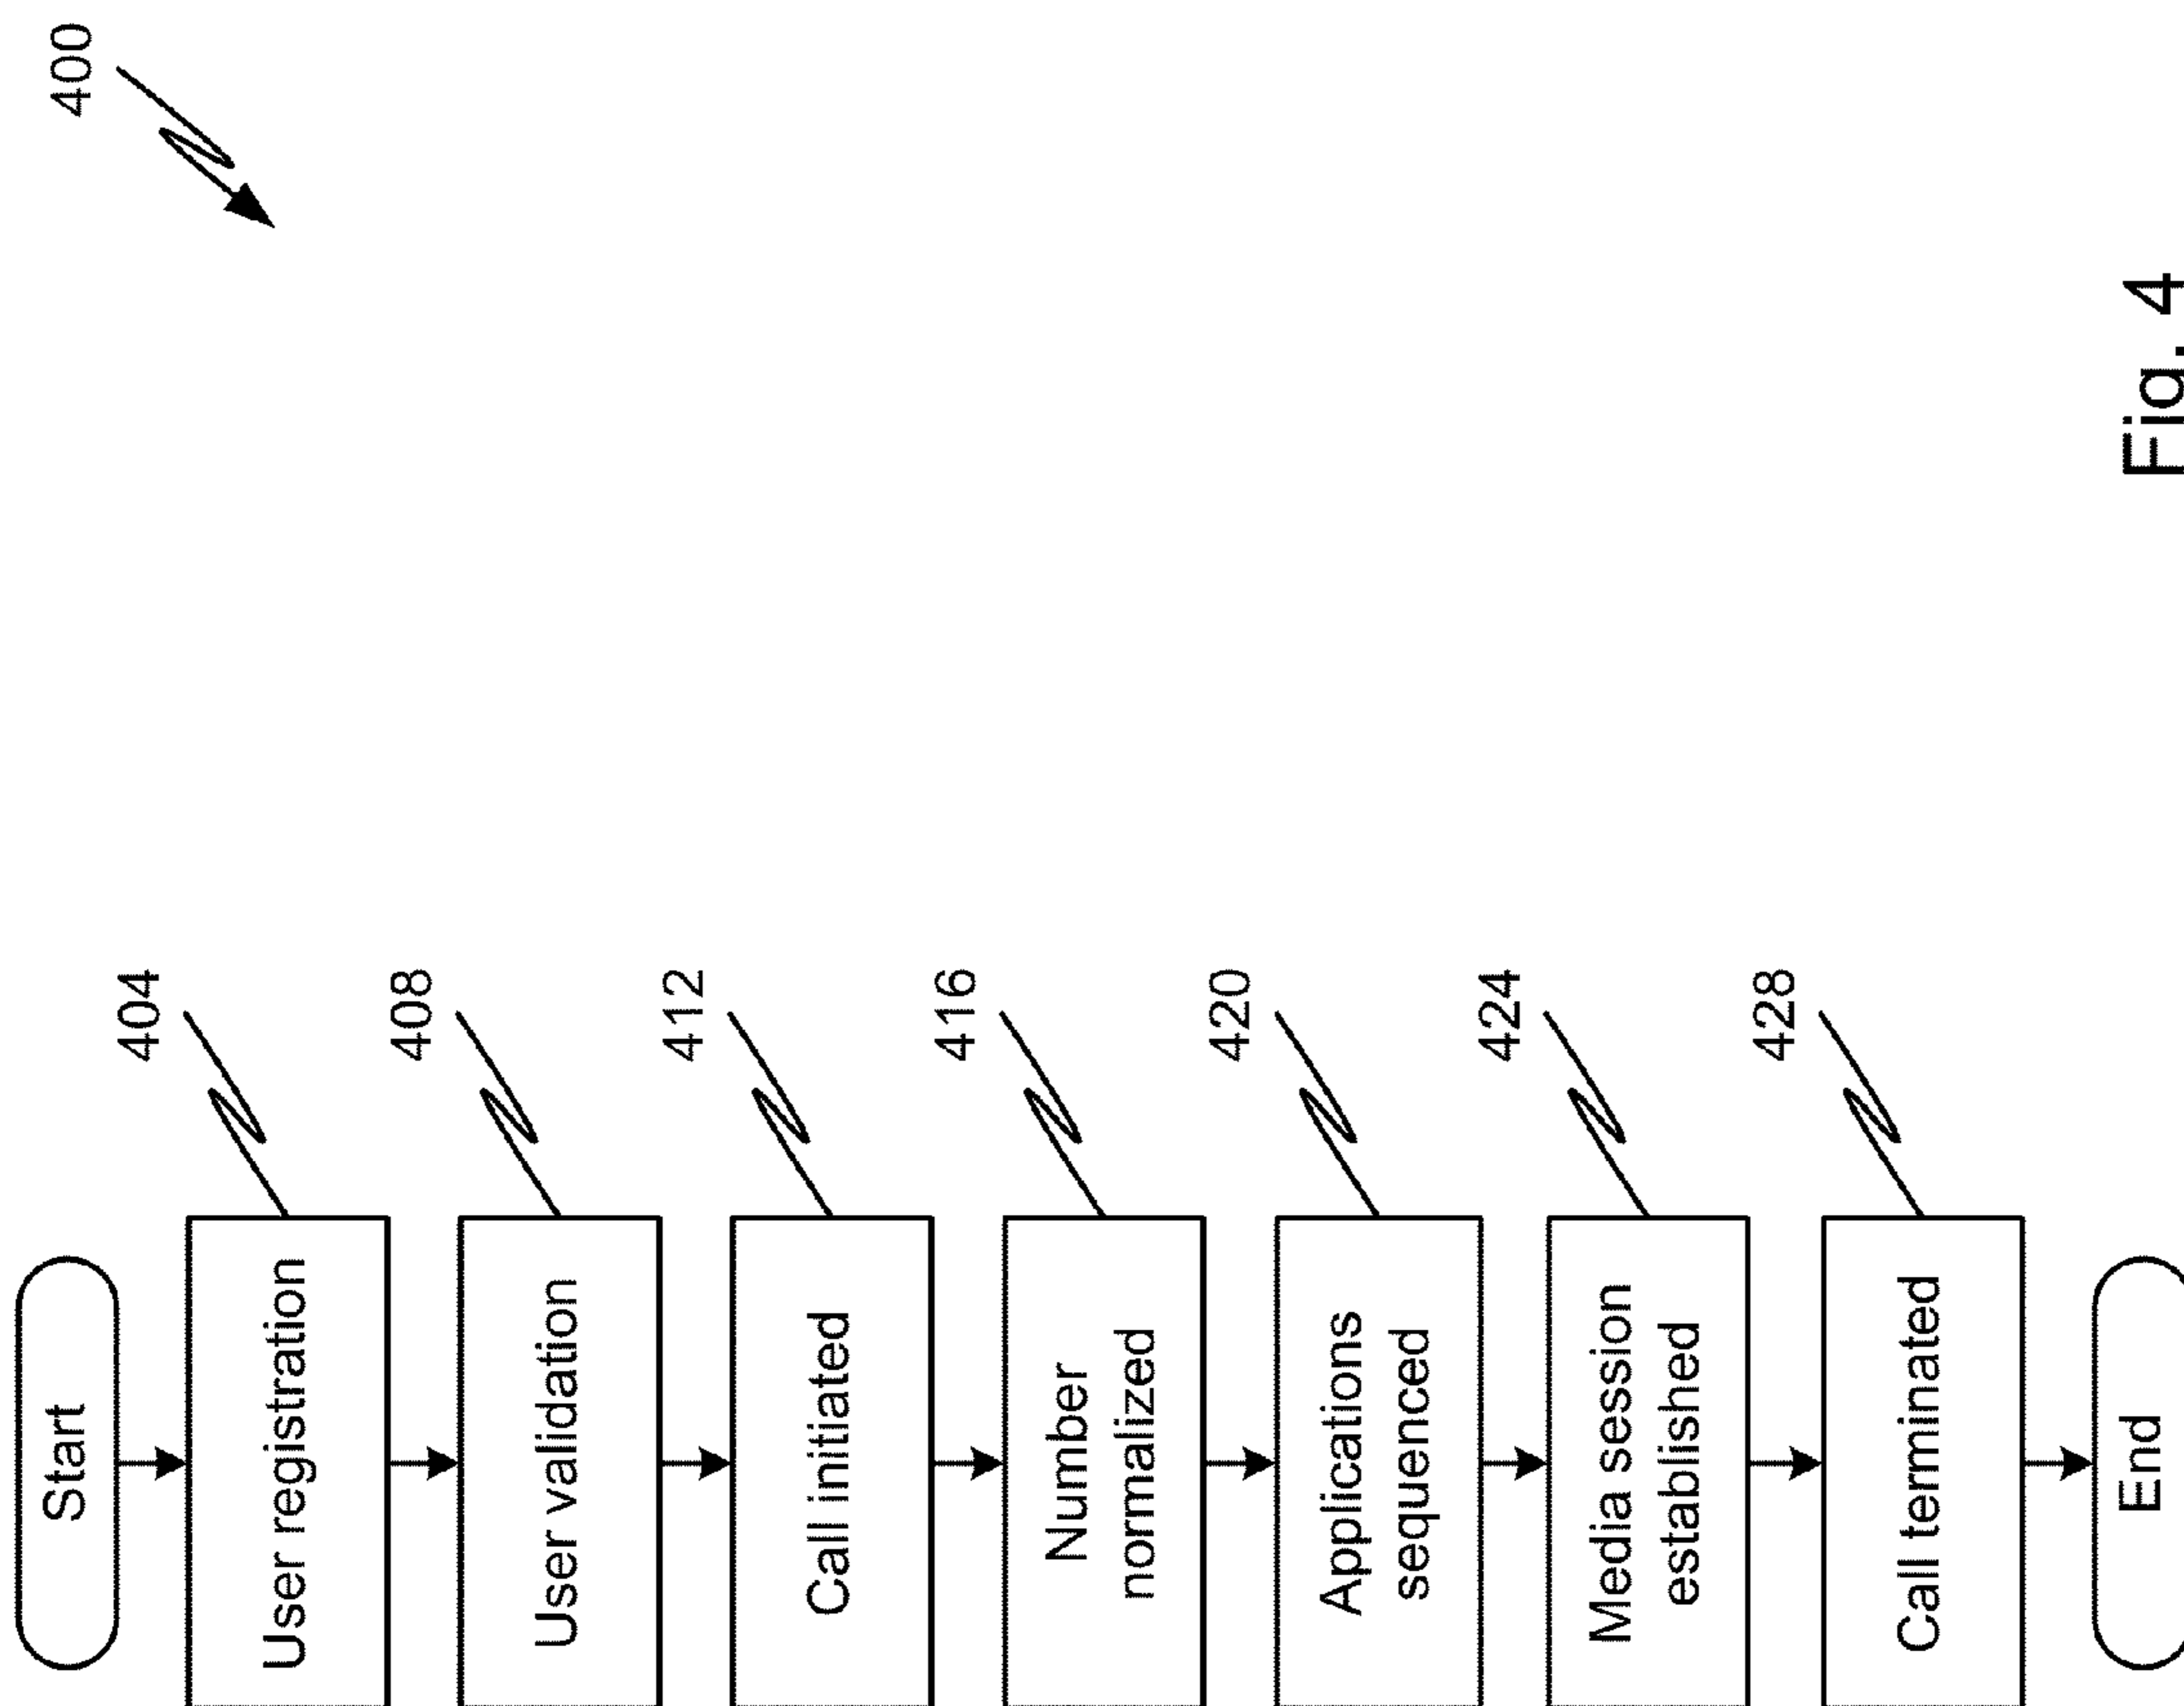 400
Start
404
User registration
408
User validation
412
Call initiated
416
Number
normalized
420
Applications
sequenced
424
Media session
established
428
Call terminated
End
Fig. 4